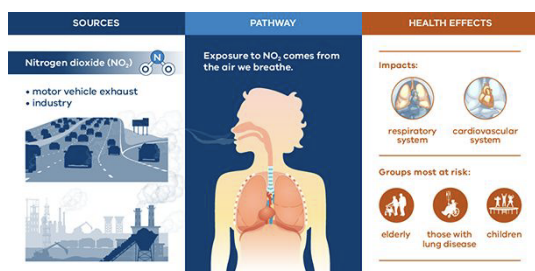 SOURCES
Nitrogen dioxide (NO₂)
N
O O
• motor vehicle exhaust
• industry
PATHWAY
Exposure to NO₂ comes from
the air we breathe.
HEALTH EFFECTS
Impacts:
respiratory
system
cardiovascular
system
Groups most at risk:
elderly
those with
lung disease
children